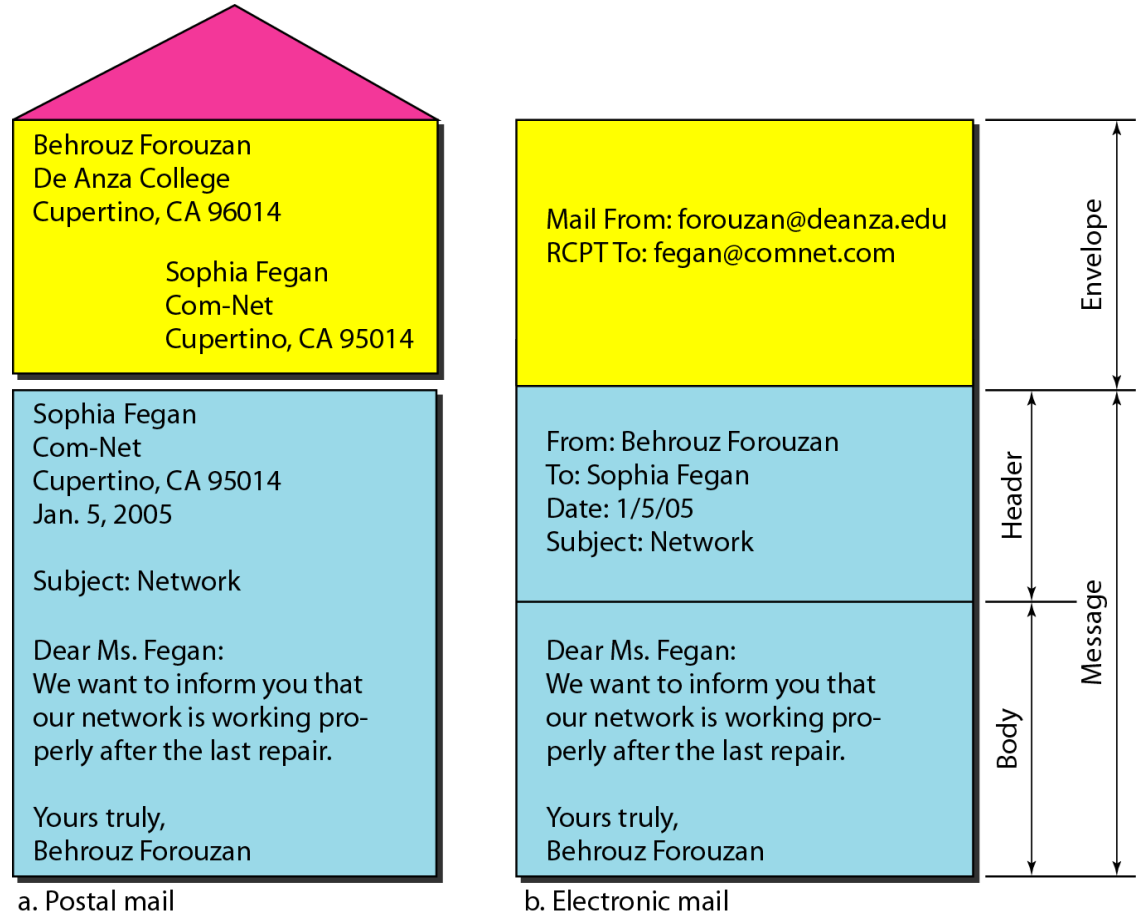 Behrouz Forouzan
De Anza College
Cupertino, CA 96014
Sophia Fegan
Com-Net
Cupertino, CA 95014
Sophia Fegan
Com-Net
Cupertino, CA 95014
Jan. 5, 2005
Subject: Network
Dear Ms. Fegan:
We want to inform you that
our network is working pro-
perly after the last repair.
Yours truly,
Behrouz Forouzan
a. Postal mail
Mail From: forouzan@deanza.edu
RCPT To: fegan@comnet.com
From: Behrouz Forouzan
To: Sophia Fegan
Date: 1/5/05
Subject: Network
Dear Ms. Fegan:
We want to inform you that
our network is working pro-
perly after the last repair.
Yours truly,
Behrouz Forouzan
b. Electronic mail
Envelope
Header
Message
Body